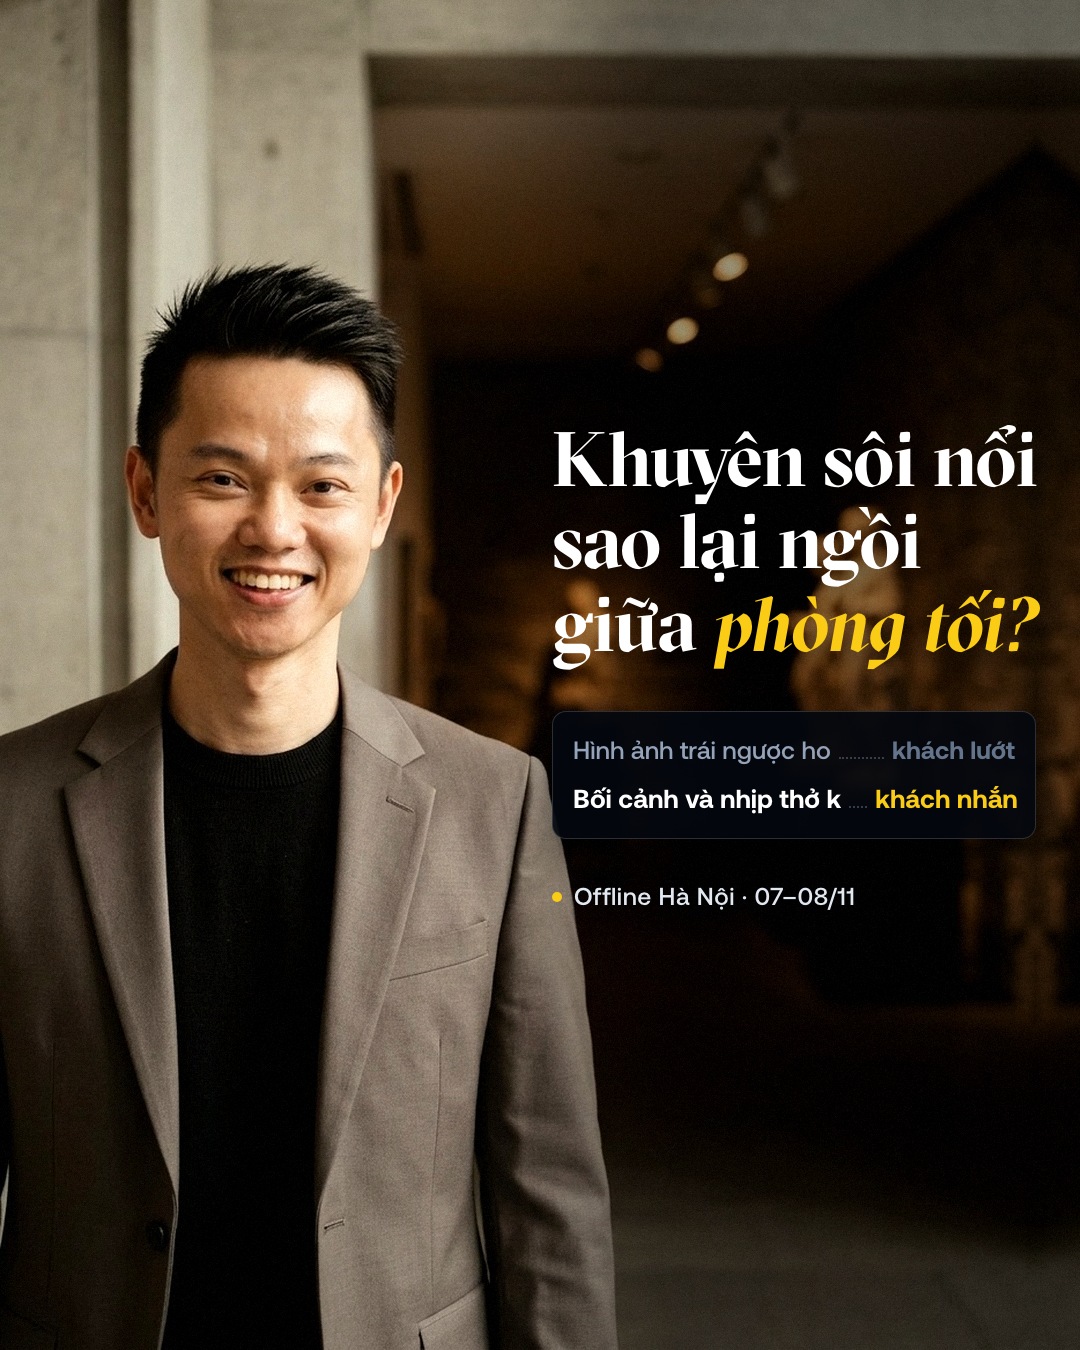 Khuyên sôi nổi
sao lại ngồi
giữa phòng tối?
Hình ảnh trái ngược ho ........... khách lướt
Bối cảnh và nhịp thở k ..... khách nhắn
Offline Hà Nội · 07–08/11